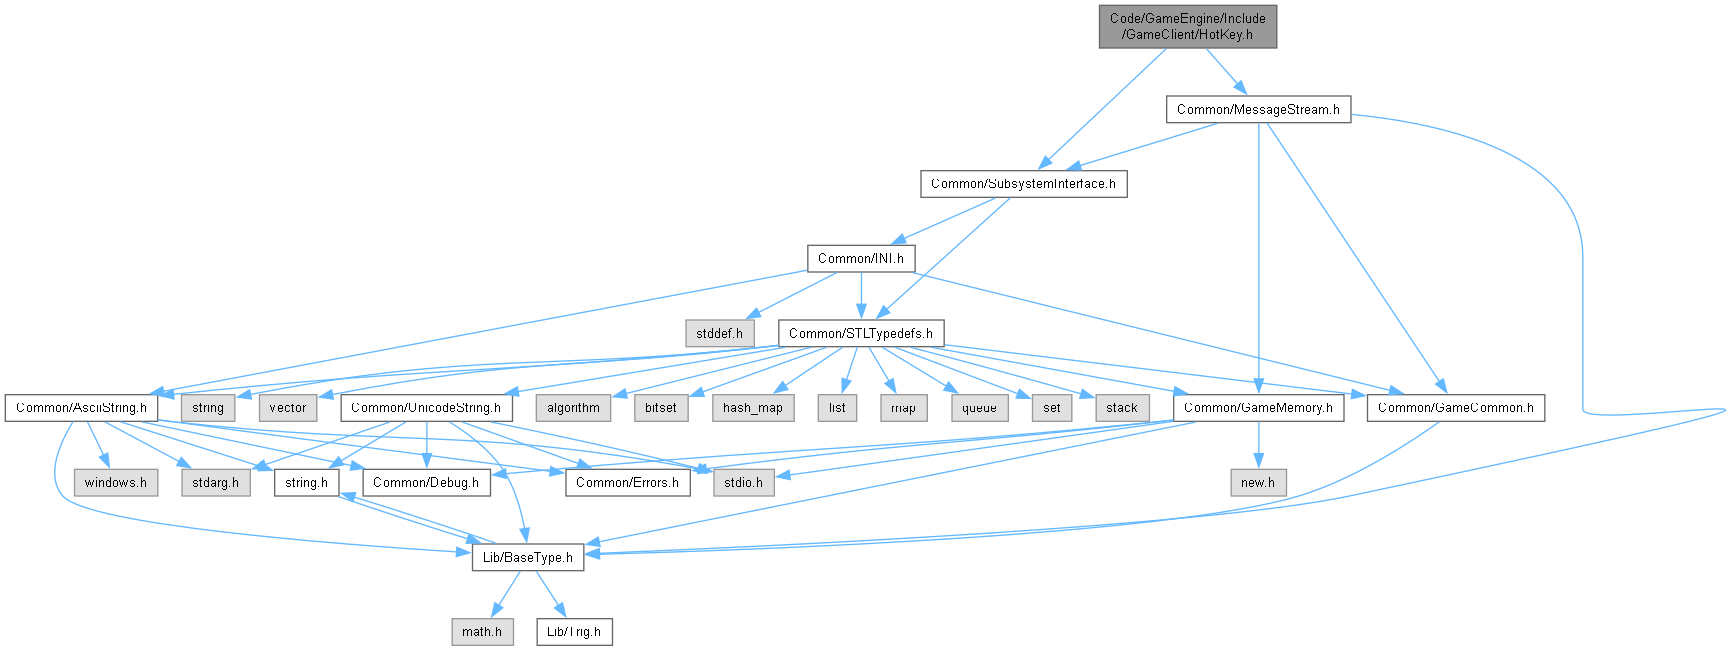 Code/GameEngine/Include
/GameClient/HotKey.h
Common/MessageStream.h
Common/SubsystemInterface.h
Common/INI.h
stddef.h
Common/STLTypedefs.h
Common/AsciiString.h
string
vector
Common/UnicodeString.h
algorithm
bitset
hash_map
list
map
queue
set
stack
Common/GameMemory.h
Common/GameCommon.h
windows.h
stdarg.h
string.h
Common/Debug.h
Common/Errors.h
stdio.h
new.h
Lib/BaseType.h
math.h
Lib/Trig.h